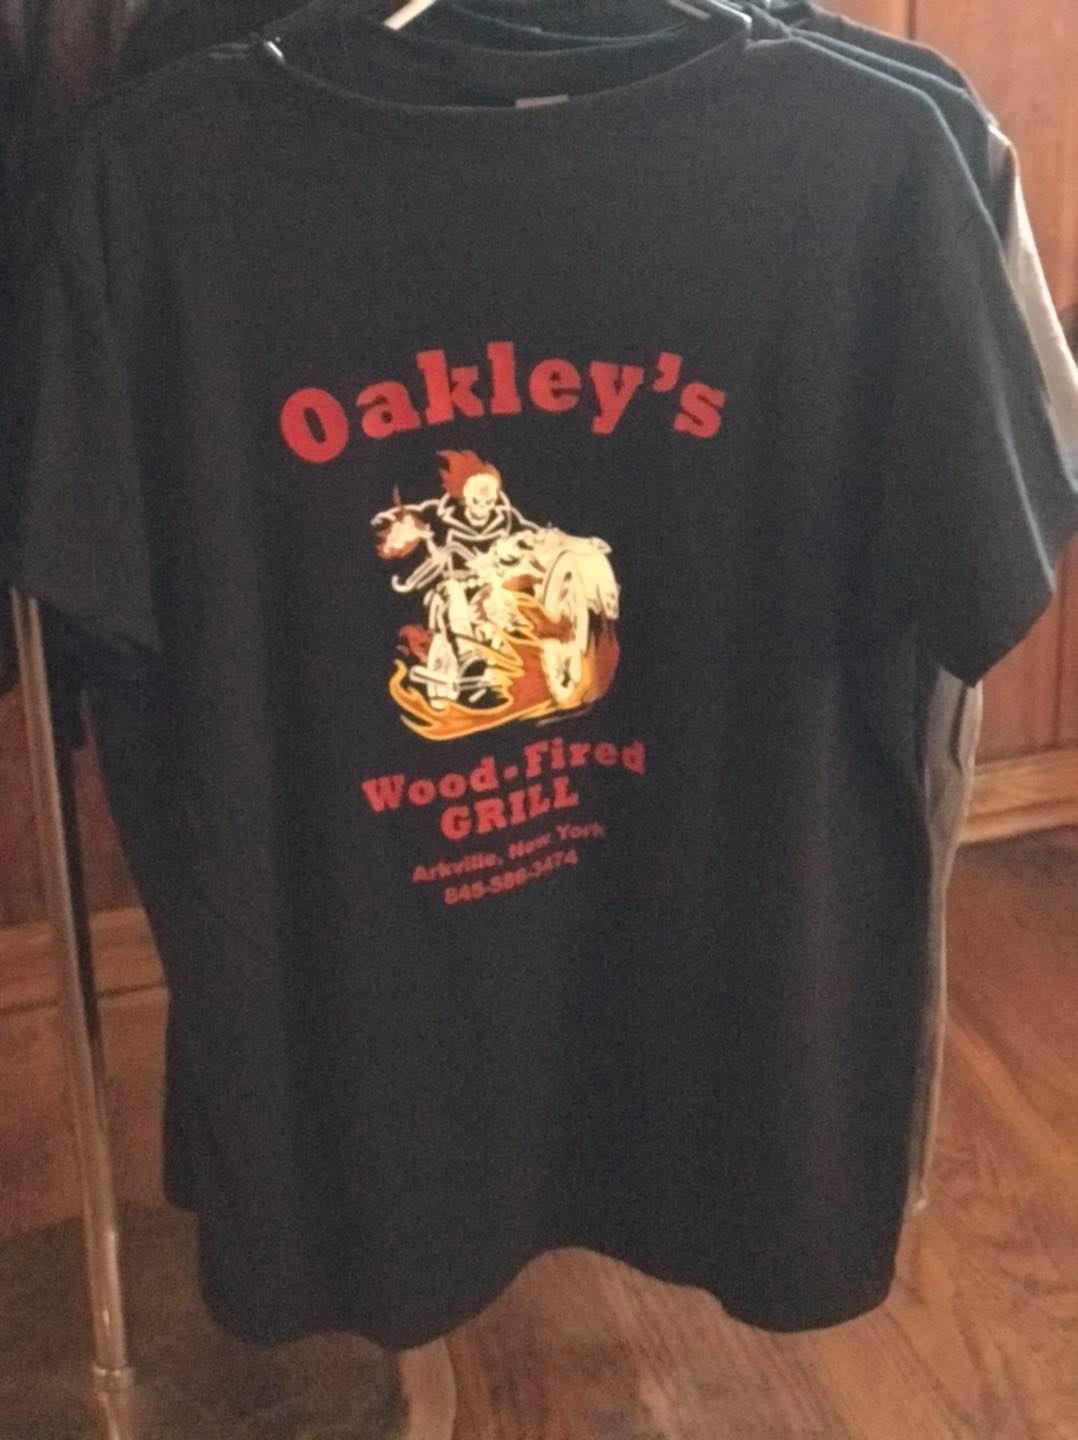 Oakley's
Wood-Fired
GRILL
Arkville, New York
845-586-3474